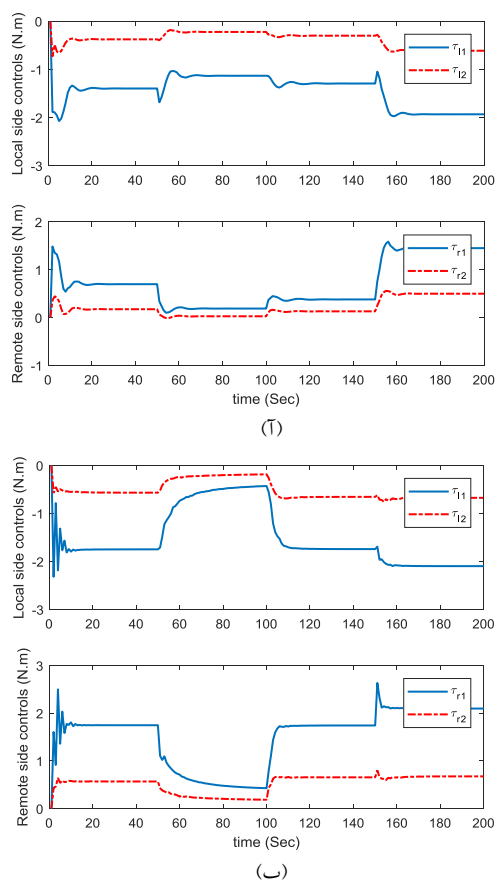 Local side controls (N.m)
0
-1
-2
-3
τl1
τl2
0 20 40 60 80 100 120 140 160 180 200
Remote side controls (N.m)
2
1
0
-1
τr1
τr2
0 20 40 60 80 100 120 140 160 180 200
time (Sec)
(آ)
Local side controls (N.m)
0
-1
-2
-3
τl1
τl2
0 20 40 60 80 100 120 140 160 180 200
Remote side controls (N.m)
3
2
1
0
τr1
τr2
0 20 40 60 80 100 120 140 160 180 200
time (Sec)
(ب)